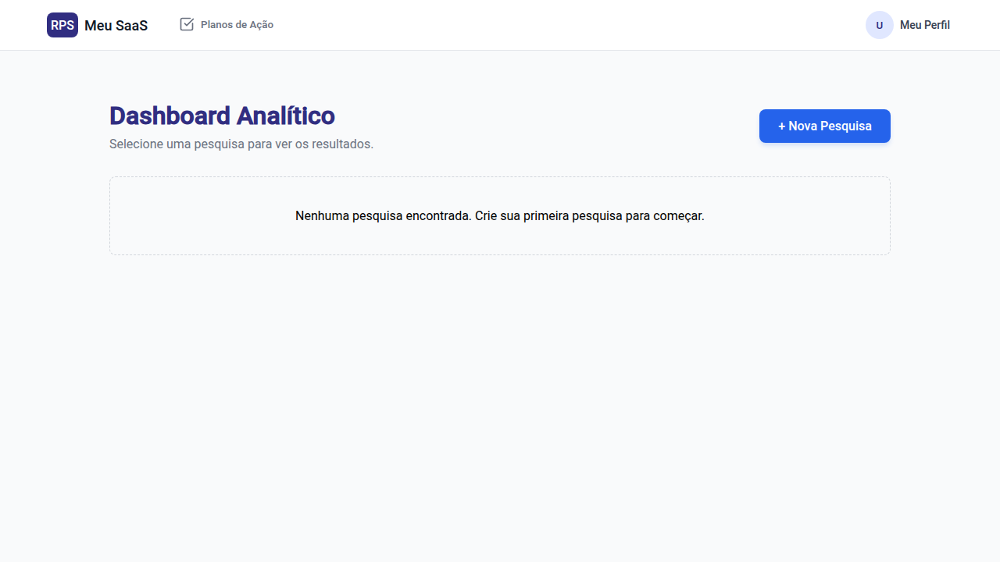 RPS Meu SaaS
Planos de Ação
U
Meu Perfil
Dashboard Analítico
Selecione uma pesquisa para ver os resultados.
+ Nova Pesquisa
Nenhuma pesquisa encontrada. Crie sua primeira pesquisa para começar.